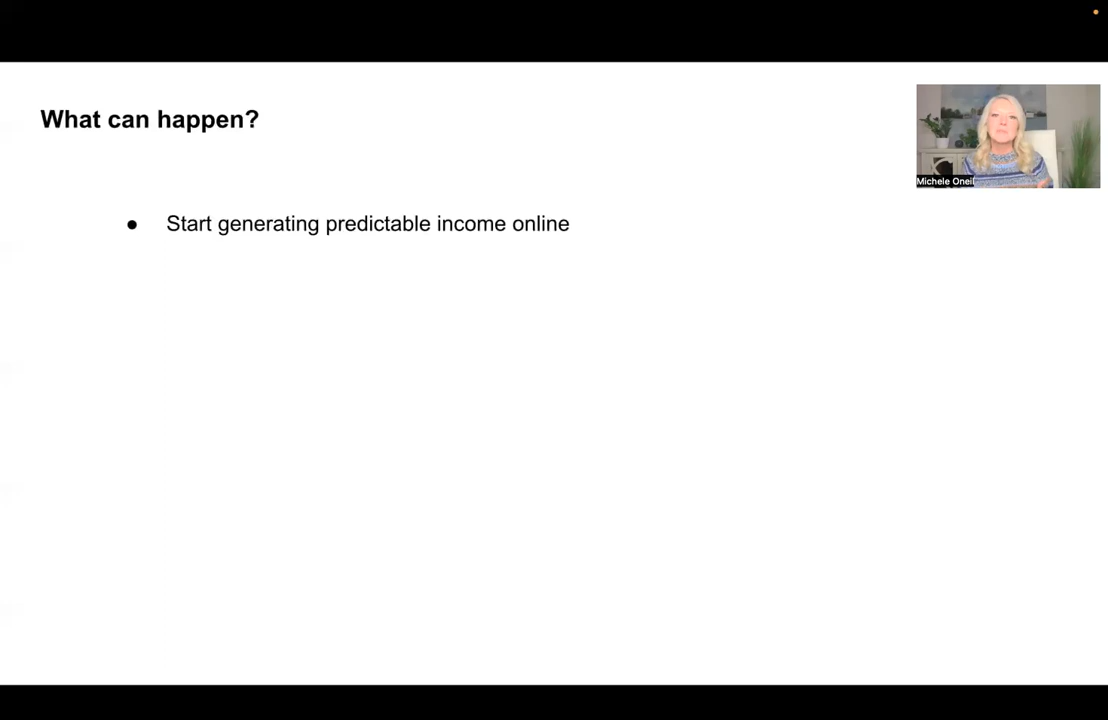 What can happen?
Michele Oneil
● Start generating predictable income online